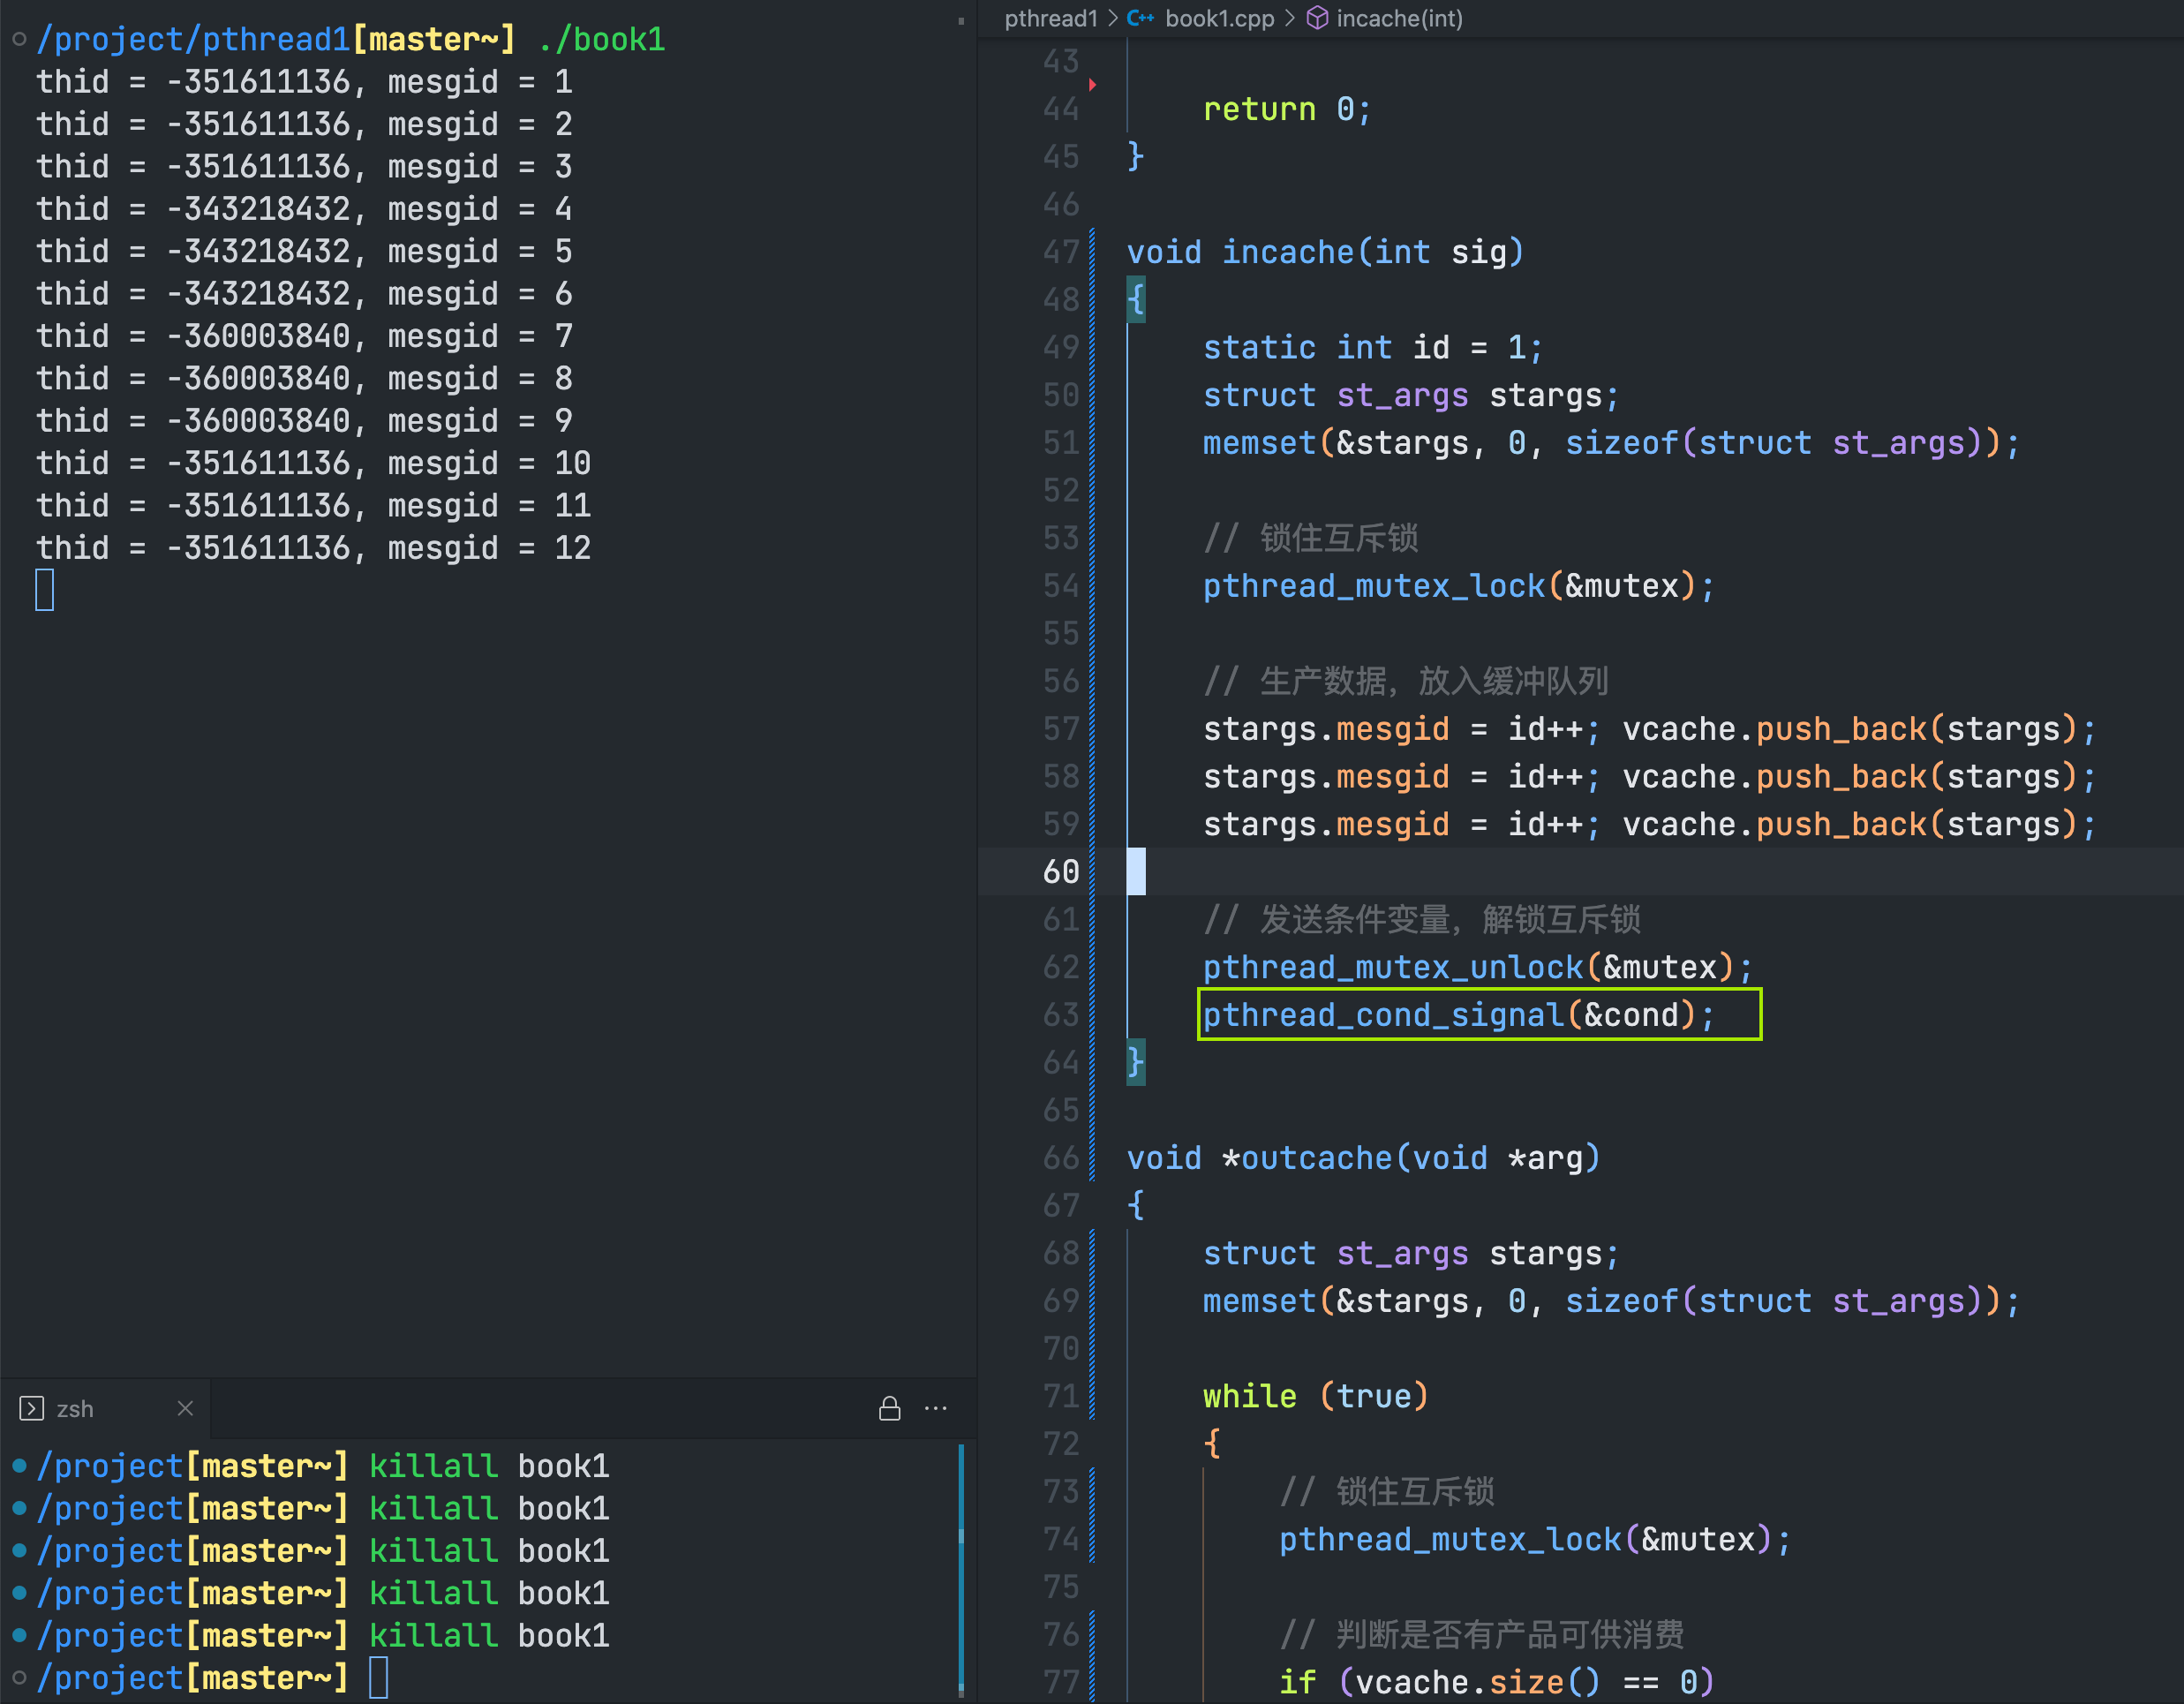 /project/pthread1[master~] ./book1
thid = -351611136, mesgid = 1
thid = -351611136, mesgid = 2
thid = -351611136, mesgid = 3
thid = -343218432, mesgid = 4
thid = -343218432, mesgid = 5
thid = -343218432, mesgid = 6
thid = -360003840, mesgid = 7
thid = -360003840, mesgid = 8
thid = -360003840, mesgid = 9
thid = -351611136, mesgid = 10
thid = -351611136, mesgid = 11
thid = -351611136, mesgid = 12
zsh
/project[master~] killall book1
/project[master~] killall book1
/project[master~] killall book1
/project[master~] killall book1
/project[master~] killall book1
/project[master~]
pthread1 > C++ book1.cpp > incache(int)
43
44 return 0;
45 }
46
47 void incache(int sig)
48 {
49 static int id = 1;
50 struct st_args stargs;
51 memset(&stargs, 0, sizeof(struct st_args));
52
53 // 锁住互斥锁
54 pthread_mutex_lock(&mutex);
55
56 // 生产数据，放入缓冲队列
57 stargs.mesgid = id++; vcache.push_back(stargs);
58 stargs.mesgid = id++; vcache.push_back(stargs);
59 stargs.mesgid = id++; vcache.push_back(stargs);
60
61 // 发送条件变量，解锁互斥锁
62 pthread_mutex_unlock(&mutex);
63 pthread_cond_signal(&cond);
64 }
65
66 void *outcache(void *arg)
67 {
68 struct st_args stargs;
69 memset(&stargs, 0, sizeof(struct st_args));
70
71 while (true)
72 {
73 // 锁住互斥锁
74 pthread_mutex_lock(&mutex);
75
76 // 判断是否有产品可供消费
77 if (vcache.size() == 0)